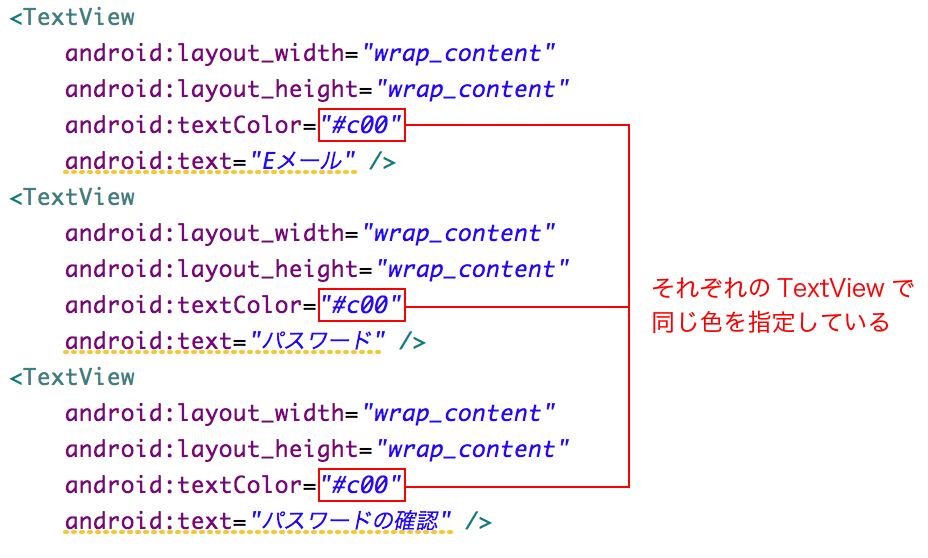 <TextView
android:layout_width="wrap_content"
android:layout_height="wrap_content"
android:textColor="#c00"
android:text="Eメール" />
<TextView
android:layout_width="wrap_content"
android:layout_height="wrap_content"
android:textColor="#c00"
android:text="パスワード" />
<TextView
android:layout_width="wrap_content"
android:layout_height="wrap_content"
android:textColor="#c00"
android:text="パスワードの確認" />
それぞれの TextView で
同じ色を指定している